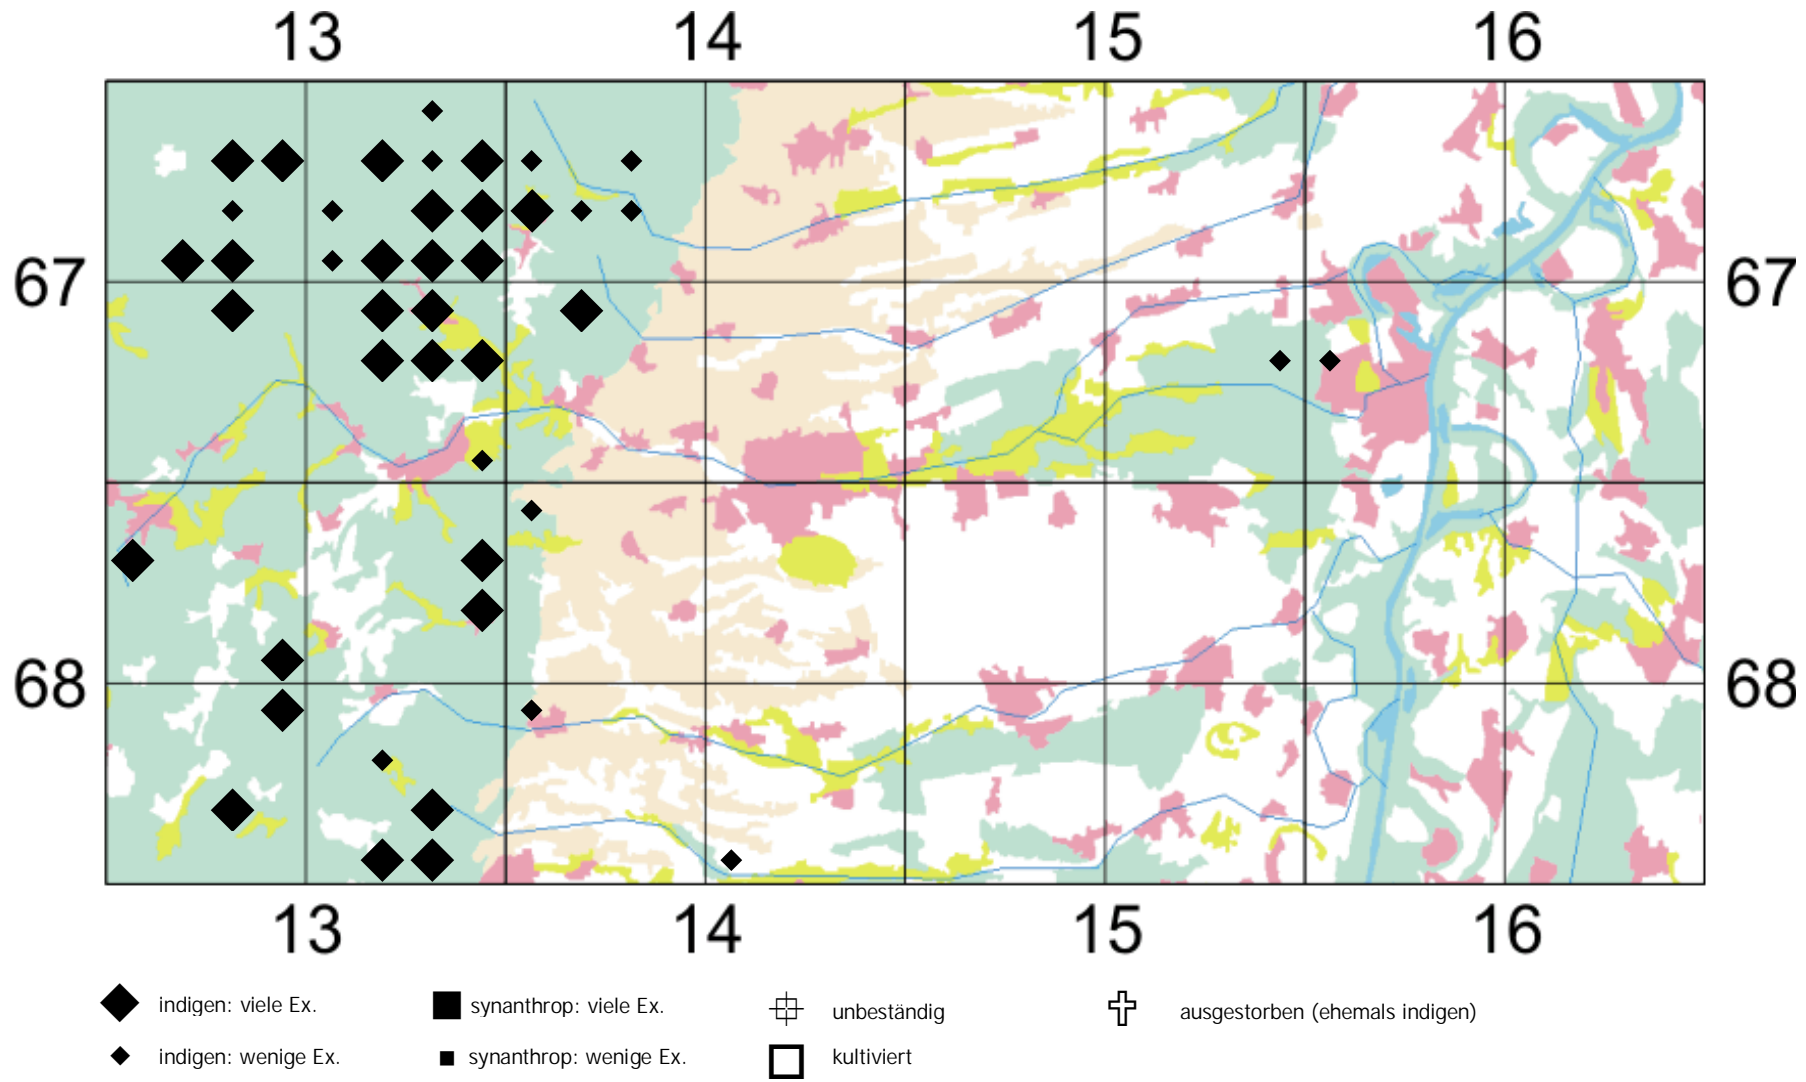 13 14 15 16
67 67
68 68
13 14 15 16
indigen: viele Ex. synanthrop: viele Ex. unbeständig ausgestorben (ehemals indigen)
indigen: wenige Ex. synanthrop: wenige Ex. kultiviert